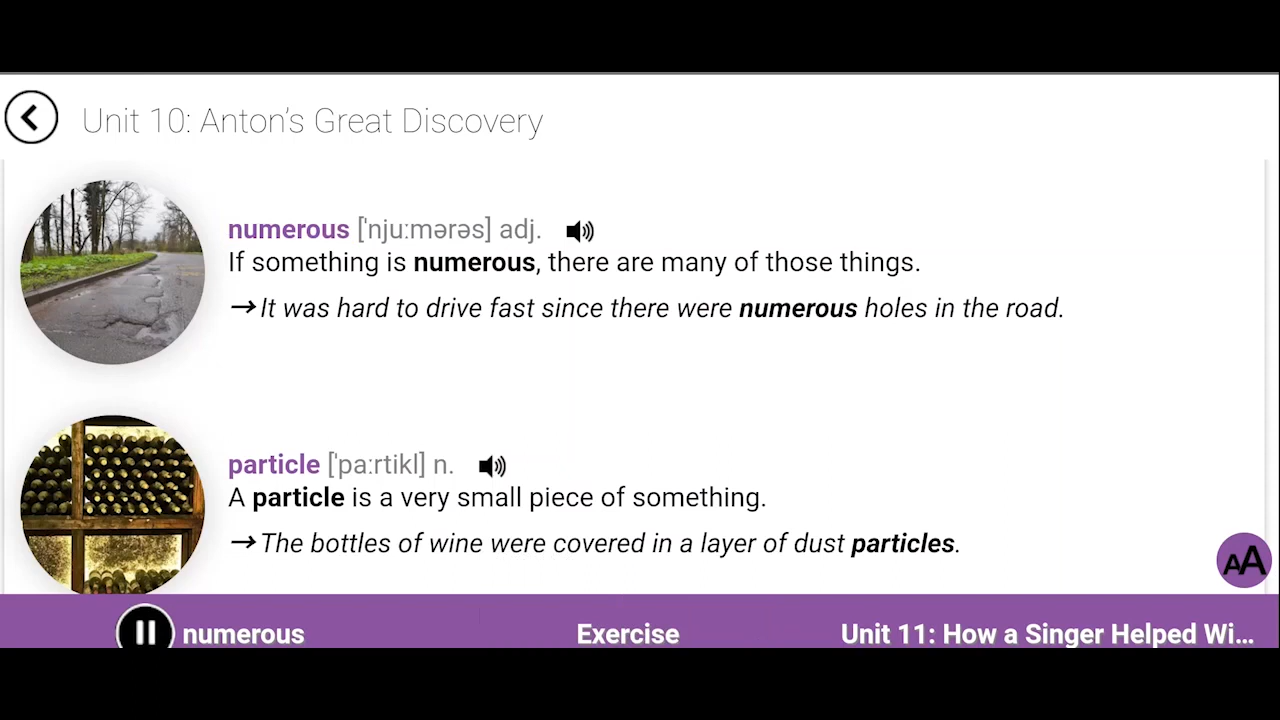 Unit 10: Anton's Great Discovery
numerous ['nju:mərəs] adj.
If something is numerous, there are many of those things.
→ It was hard to drive fast since there were numerous holes in the road.
particle ['pa:rtikl] n.
A particle is a very small piece of something.
→ The bottles of wine were covered in a layer of dust particles.
AA
numerous
Exercise
Unit 11: How a Singer Helped Wi...